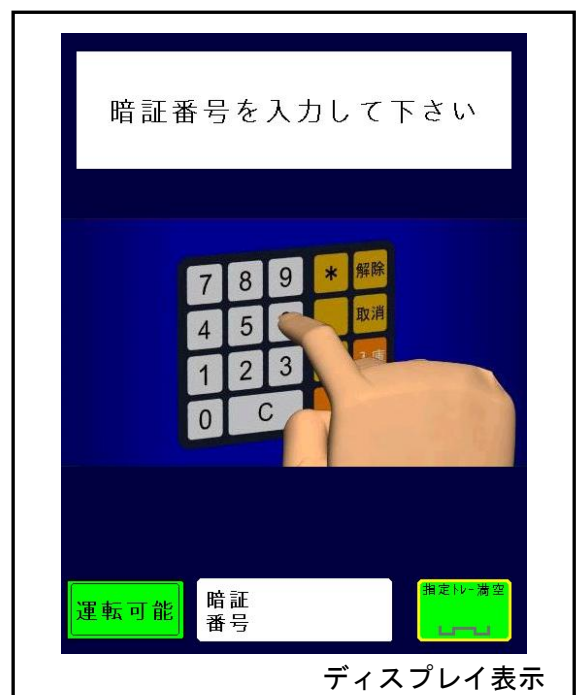 暗証番号を入力して下さい
7 8 9 * 解除
4 5 取消
1 2 3 入庫
0 C
運転可能
暗証
番号
指定トレー満空
ディスプレイ表示